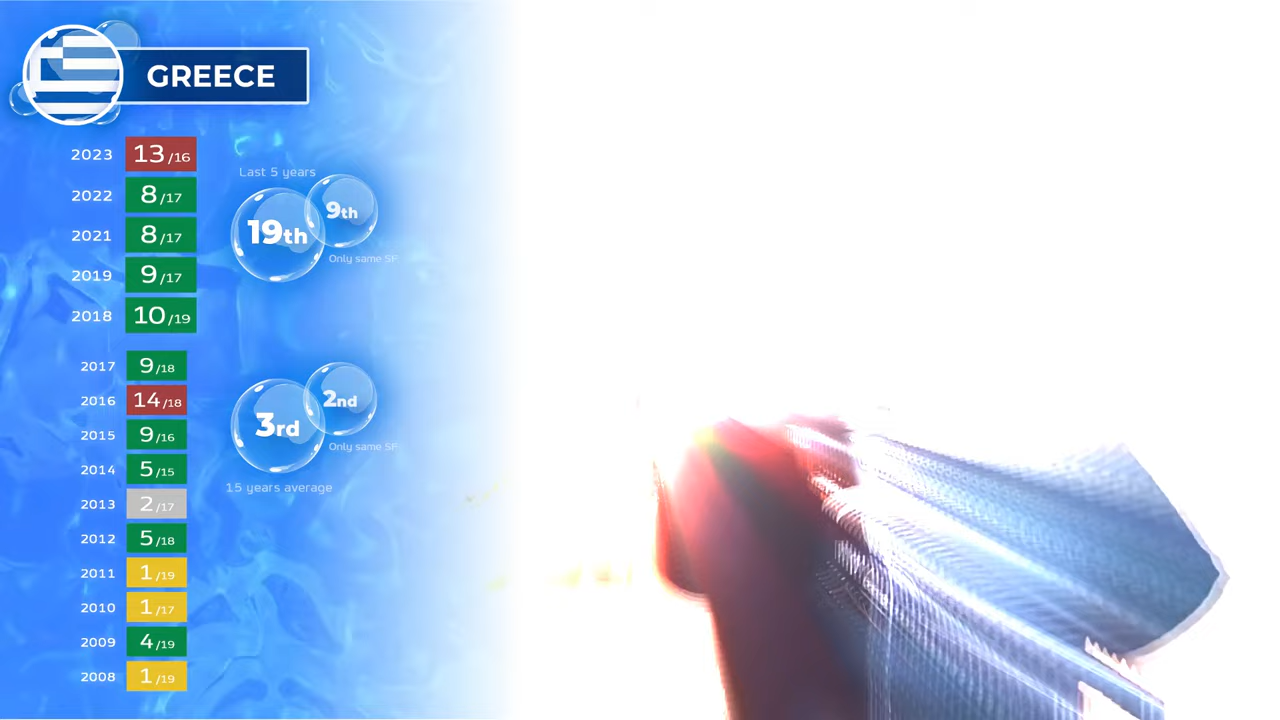 GREECE
2023 13/16
2022 8/17
2021 8/17
2019 9/17
2018 10/19
Last 5 years
19th
9th
Only same SF
2017 9/18
2016 14/18
2015 9/16
2014 5/15
2013 2/17
2012 5/18
2011 1/19
2010 1/17
2009 4/19
2008 1/19
3rd
2nd
Only same SF
15 years average